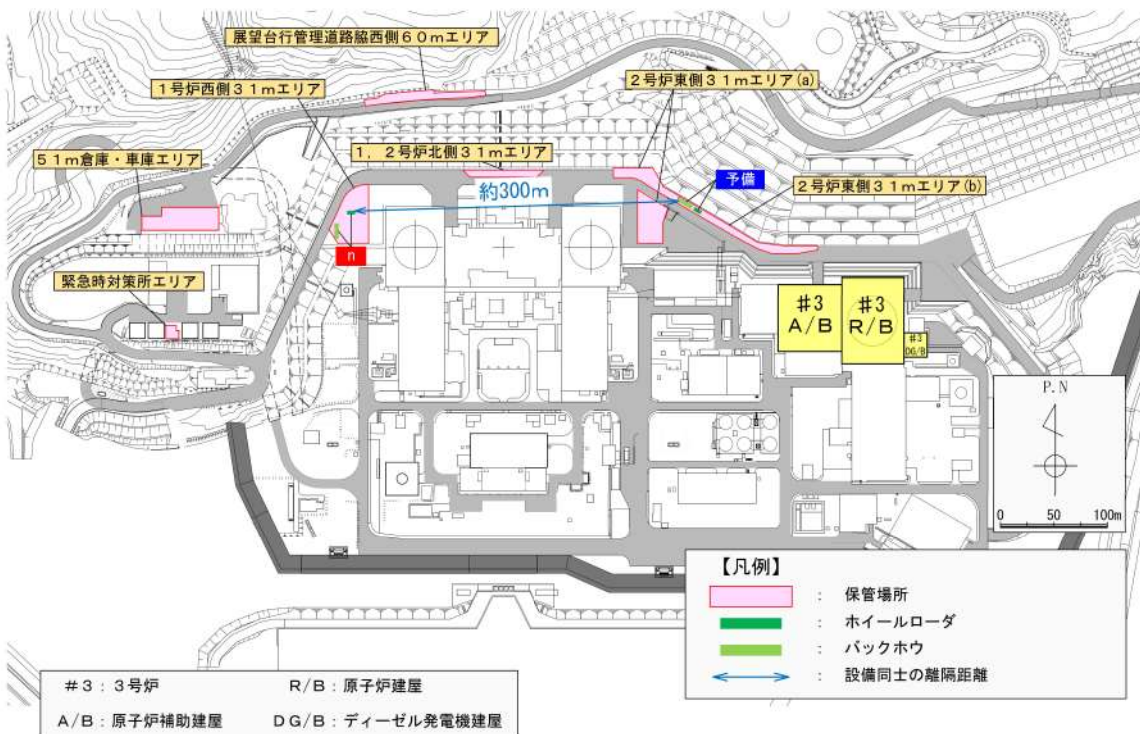 展望台行管理道路脇西側60mエリア
1号炉西側31mエリア
2号炉東側31mエリア(a)
51m倉庫・車庫エリア
1,2号炉北側31mエリア
予備
約300m
2号炉東側31mエリア(b)
n
緊急時対策所エリア
#3
A/B
#3
R/B
#3
DG/B
P.N
0 50 100m
【凡例】
: 保管場所
: ホイールローダ
: バックホウ
: 設備同士の離隔距離
#3:3号炉 R/B:原子炉建屋
A/B:原子炉補助建屋 DG/B:ディーゼル発電機建屋